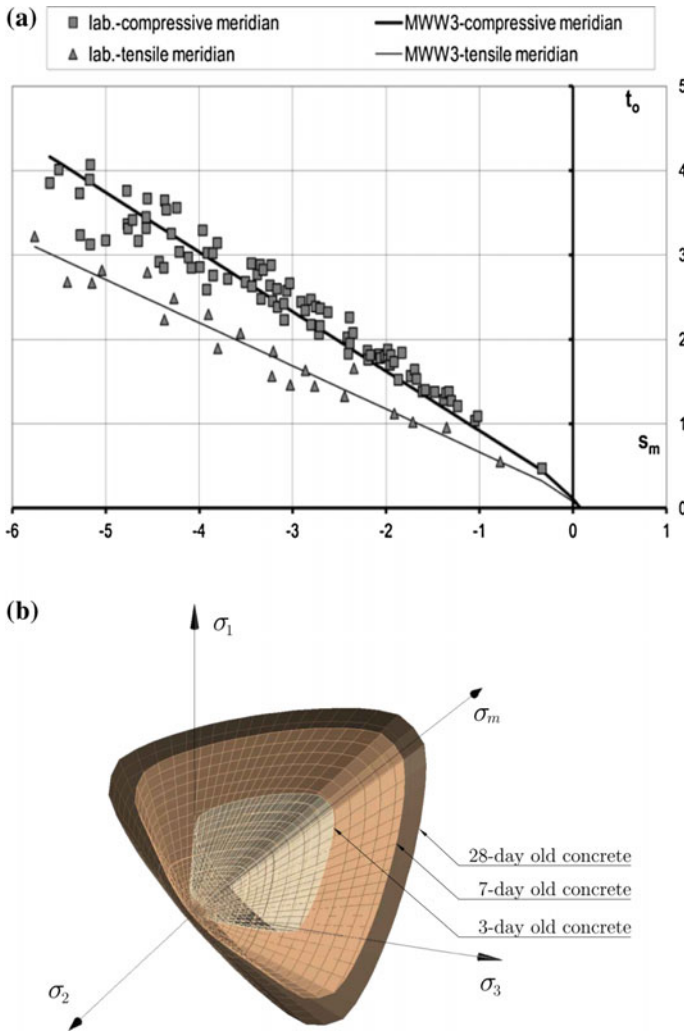 (a)
lab.-compressive meridian MWW3-compressive meridian
lab.-tensile meridian MWW3-tensile meridian
5
to
4
3
2
1
sm
0
-6 -5 -4 -3 -2 -1 0 1
(b)
σ1
σm
28-day old concrete
7-day old concrete
3-day old concrete
σ2
σ3